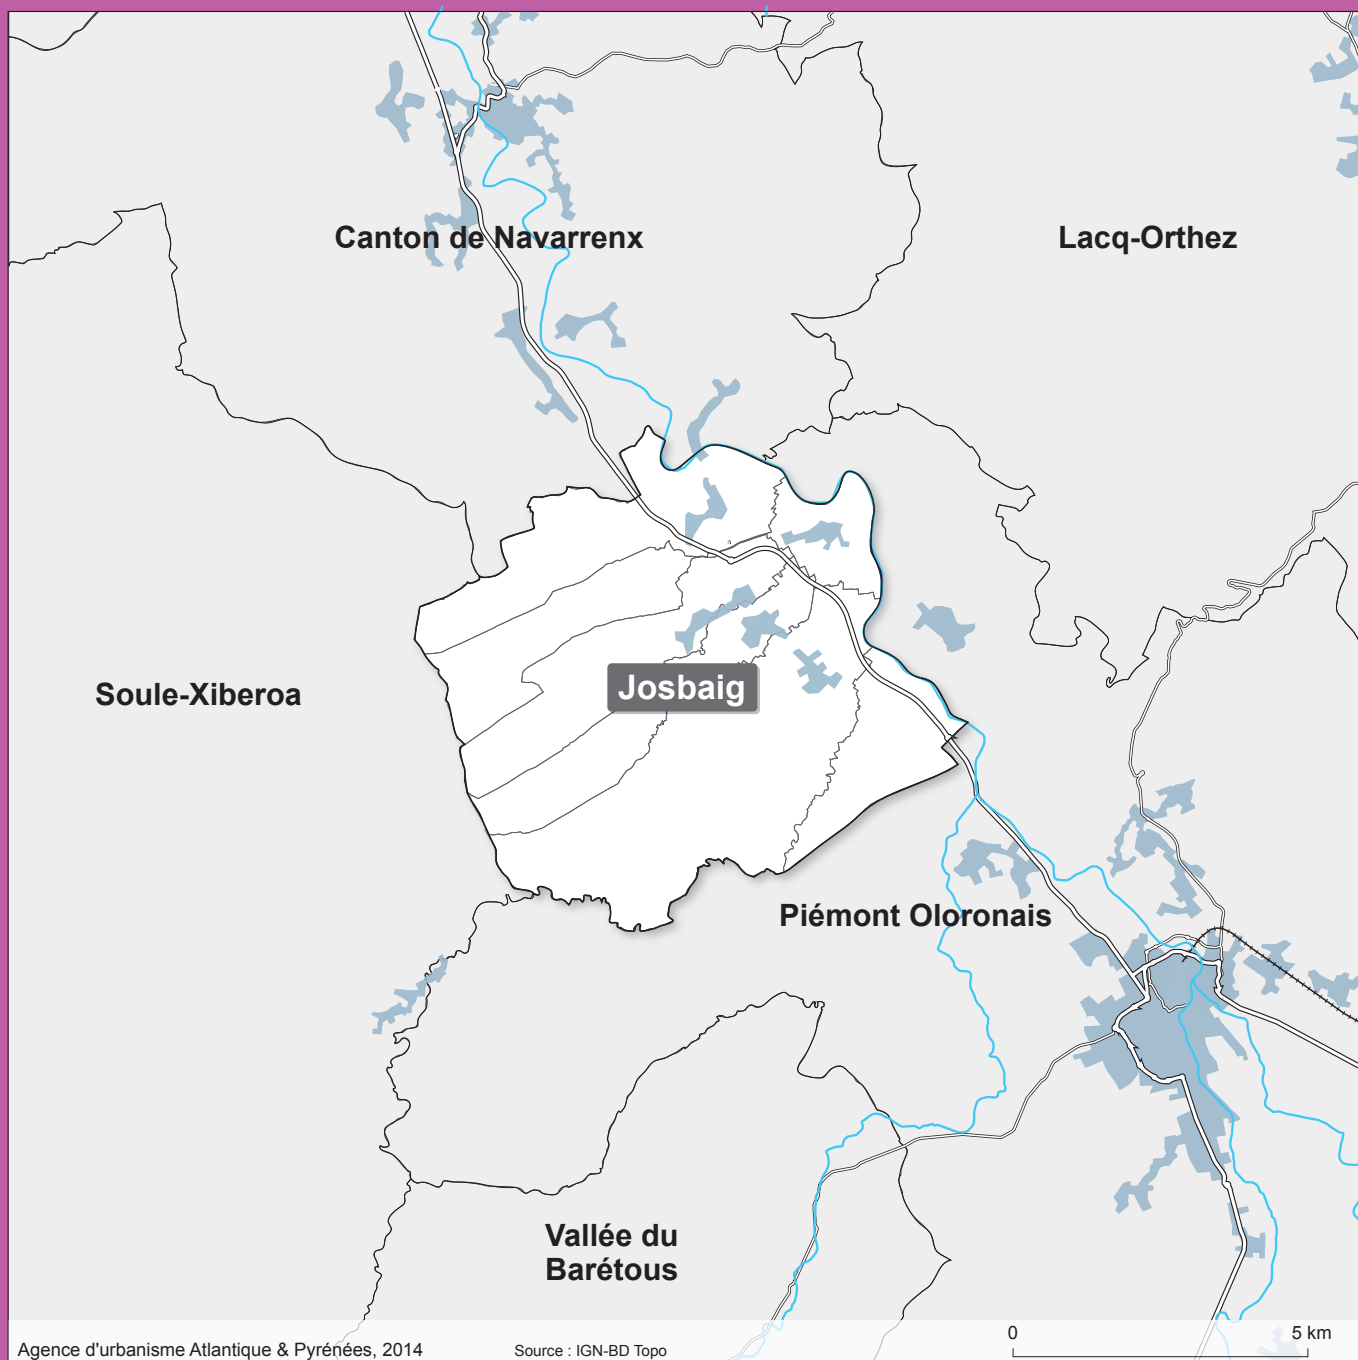 Canton de Navarrenx
Lacq-Orthez
Josbaig
Soule-Xiberoa
Piémont Oloronais
Vallée du
Barétous
0 5 km
Agence d'urbanisme Atlantique & Pyrénées, 2014
Source : IGN-BD Topo